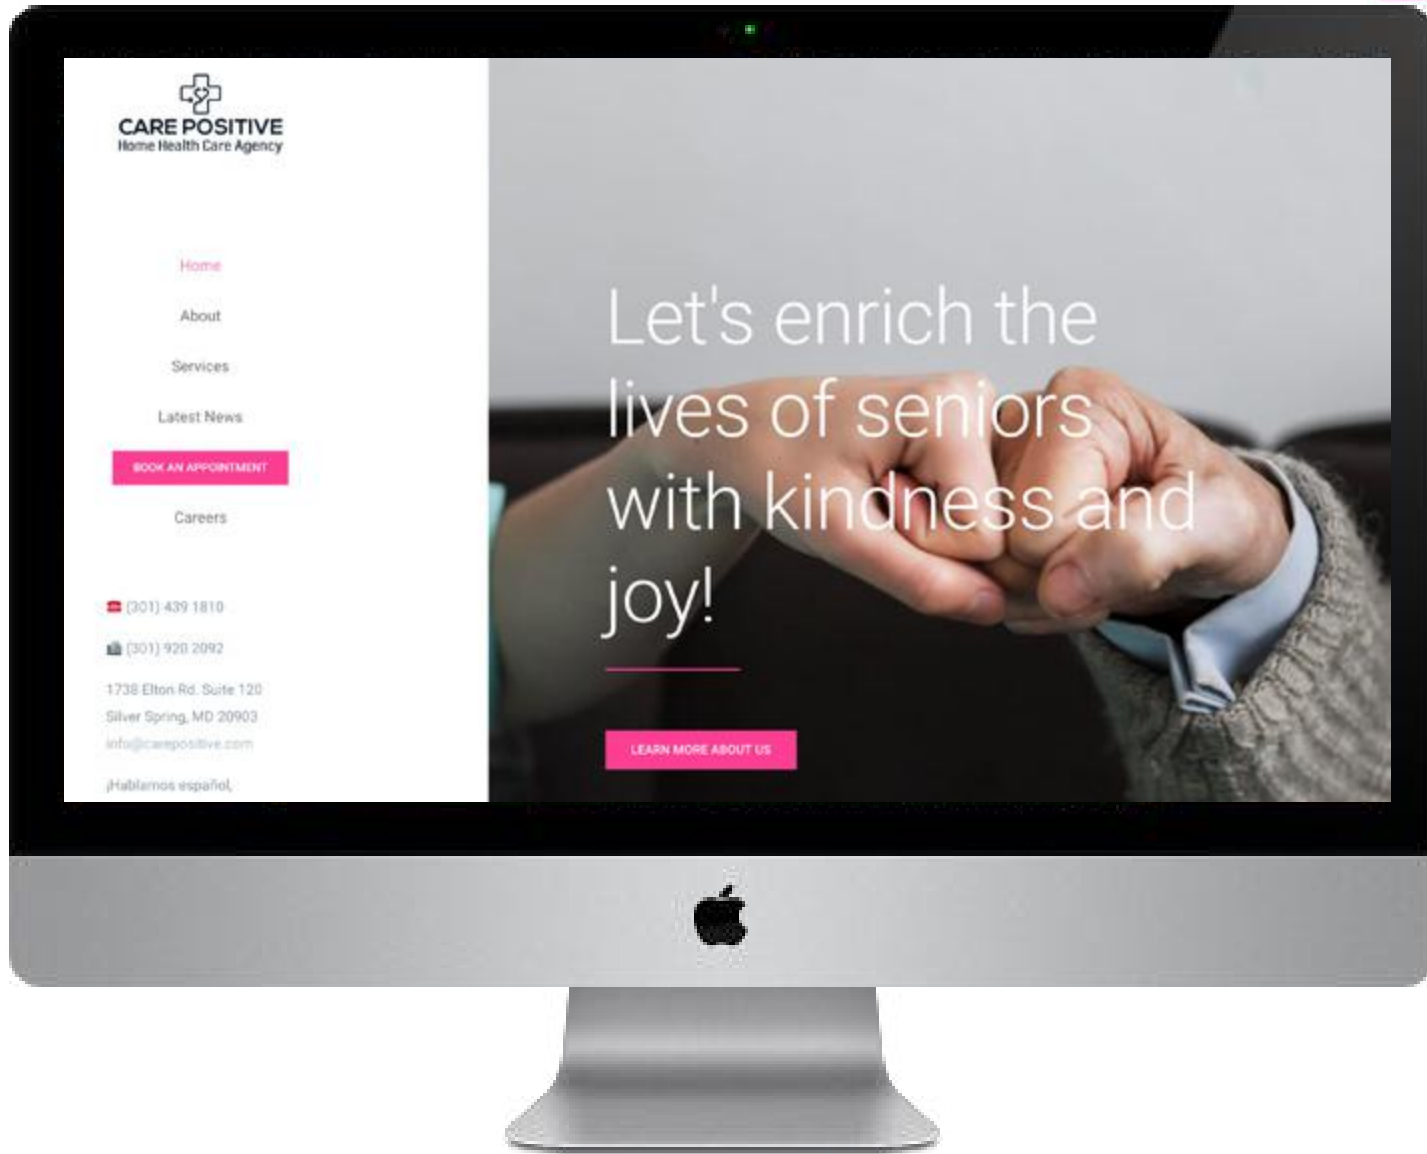 CARE POSITIVE
Home Health Care Agency
Home
About
Services
Latest News
BOOK AN APPOINTMENT
Careers
(301) 439 1810
(301) 920 2092
1738 Elton Rd. Suite 120
Silver Spring, MD 20903
info@carepositive.com
¡Hablamos español,
Let's enrich the
lives of seniors
with kindness and
joy!
LEARN MORE ABOUT US